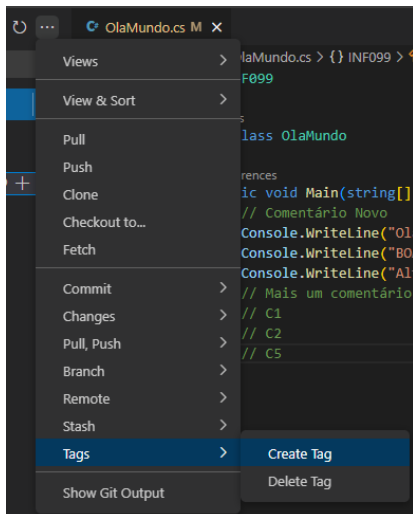 OlaMundo.cs M
Views
laMundo.cs > {} INF099 >
F099
View & Sort
s
lass OlaMundo
Pull
Push
rences
Clone
ic void Main(string[]
Checkout to...
// Comentário Novo
Console.WriteLine("Ol
Fetch
Console.WriteLine("BO
Console.WriteLine("Al
Commit
// Mais um comentário
Changes
// C1
// C2
Pull, Push
// C5
Branch
Remote
Stash
Tags
Create Tag
Delete Tag
Show Git Output